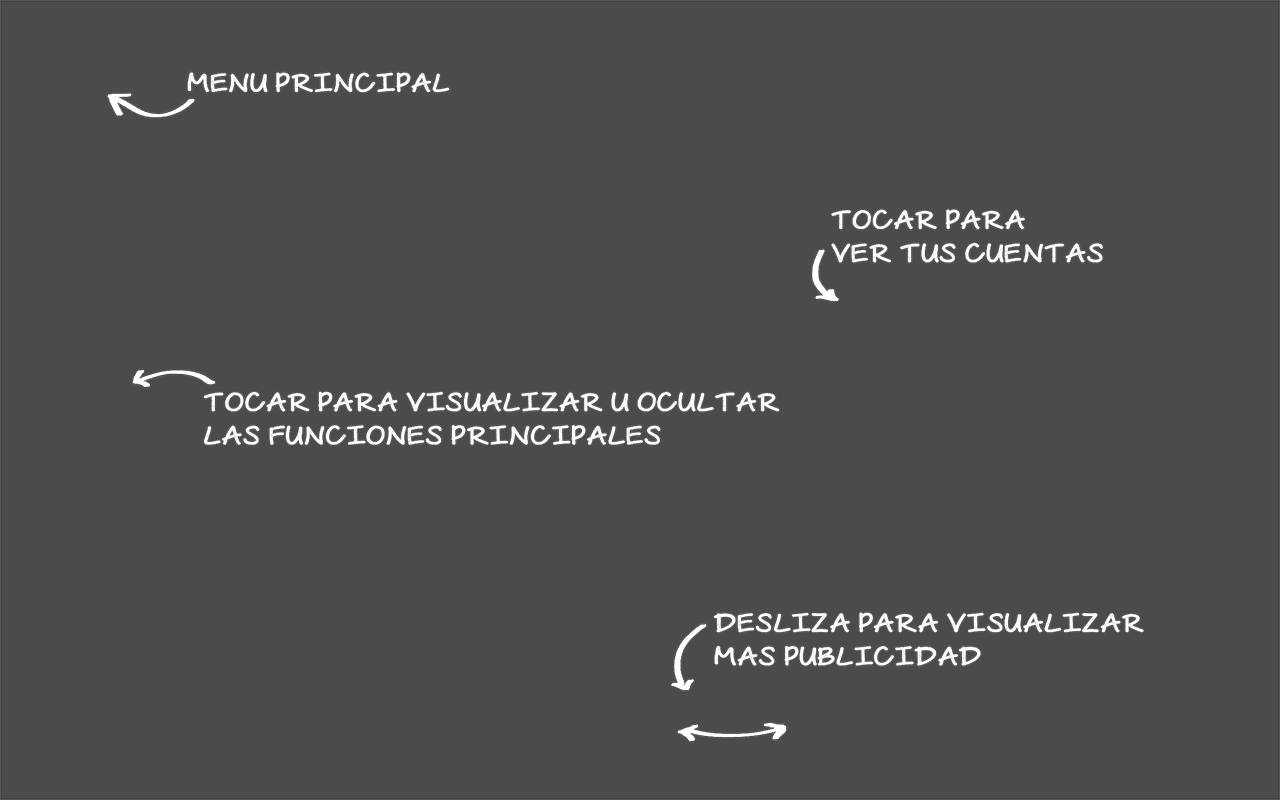 MENU PRINCIPAL
TOCAR PARA
VER TUS CUENTAS
TOCAR PARA VISUALIZAR U OCULTAR
LAS FUNCIONES PRINCIPALES
DESLIZA PARA VISUALIZAR
MAS PUBLICIDAD